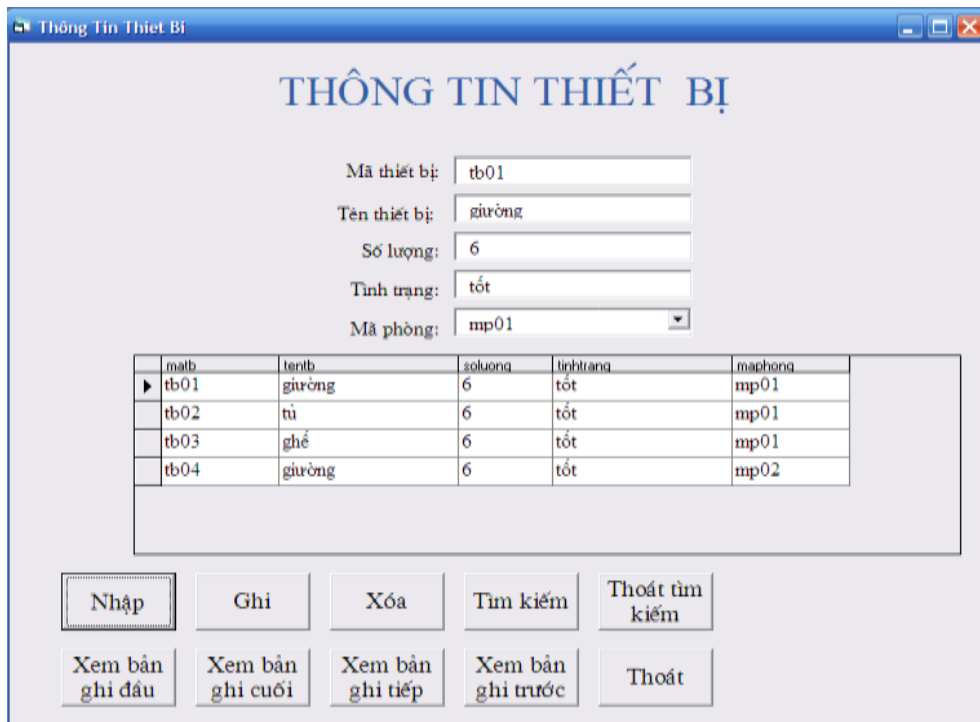 Thông Tin Thiet Bi
THÔNG TIN THIẾT BỊ
Mã thiết bị: tb01
Tên thiết bị: giường
Số lượng: 6
Tình trạng: tốt
Mã phòng: mp01
matb tentb soluong tinhtrang maphong
tb01 giường 6 tốt mp01
tb02 tủ 6 tốt mp01
tb03 ghế 6 tốt mp01
tb04 giường 6 tốt mp02
Nhập Ghi Xóa Tìm kiếm Thoát tìm
kiếm
Xem bản Xem bản Xem bản Xem bản Thoát
ghi đầu ghi cuối ghi tiếp ghi trước